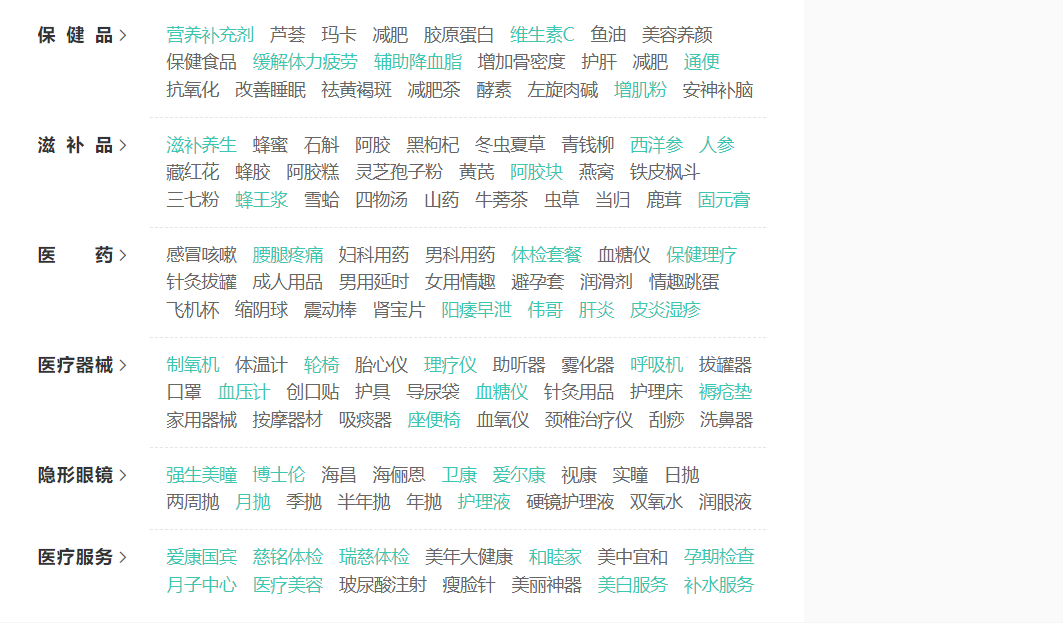 保健品 > 营养补充剂 芦荟 玛卡 减肥 胶原蛋白 维生素C 鱼油 美容养颜
保健食品 缓解体力疲劳 辅助降血脂 增加骨密度 护肝 减肥 通便
抗氧化 改善睡眠 祛黄褐斑 减肥茶 酵素 左旋肉碱 增肌粉 安神补脑
滋补品 > 滋补养生 蜂蜜 石斛 阿胶 黑枸杞 冬虫夏草 青钱柳 西洋参 人参
藏红花 蜂胶 阿胶糕 灵芝孢子粉 黄芪 阿胶块 燕窝 铁皮枫斗
三七粉 蜂王浆 雪蛤 四物汤 山药 牛蒡茶 虫草 当归 鹿茸 固元膏
医药 > 感冒咳嗽 腰腿疼痛 妇科用药 男科用药 体检套餐 血糖仪 保健理疗
针灸拔罐 成人用品 男用延时 女用情趣 避孕套 润滑剂 情趣跳蛋
飞机杯 缩阴球 震动棒 肾宝片 阳痿早泄 伟哥 肝炎 皮炎湿疹
医疗器械 > 制氧机 体温计 轮椅 胎心仪 理疗仪 助听器 雾化器 呼吸机 拔罐器
口罩 血压计 创口贴 护具 导尿袋 血糖仪 针灸用品 护理床 褥疮垫
家用器械 按摩器材 吸痰器 座便椅 血氧仪 颈椎治疗仪 刮痧 洗鼻器
隐形眼镜 > 强生美瞳 博士伦 海昌 海俪恩 卫康 爱尔康 视康 实瞳 日抛
两周抛 月抛 季抛 半年抛 年抛 护理液 硬镜护理液 双氧水 润眼液
医疗服务 > 爱康国宾 慈铭体检 瑞慈体检 美年大健康 和睦家 美中宜和 孕期检查
月子中心 医疗美容 玻尿酸注射 瘦脸针 美丽神器 美白服务 补水服务